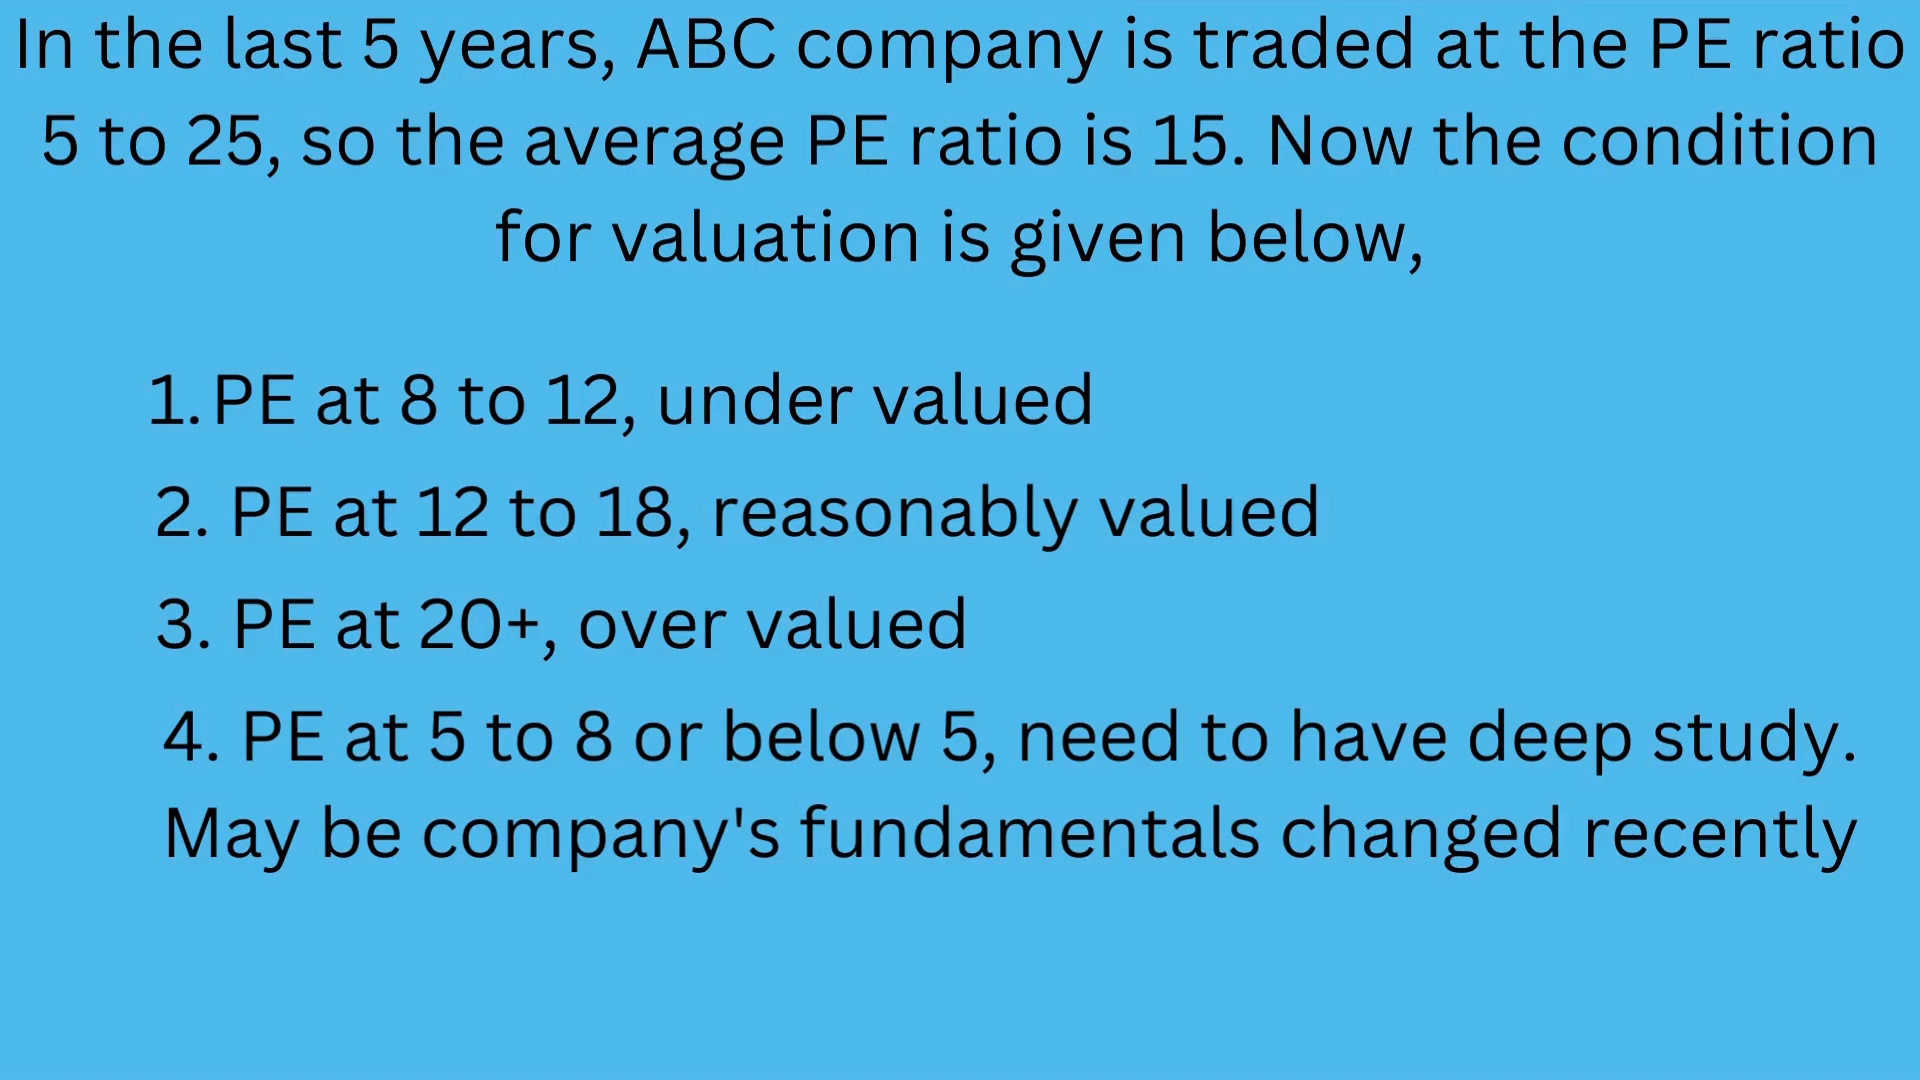 In the last 5 years, ABC company is traded at the PE ratio
5 to 25, so the average PE ratio is 15. Now the condition
for valuation is given below,
1. PE at 8 to 12, under valued
2. PE at 12 to 18, reasonably valued
3. PE at 20+, over valued
4. PE at 5 to 8 or below 5, need to have deep study.
May be company's fundamentals changed recently